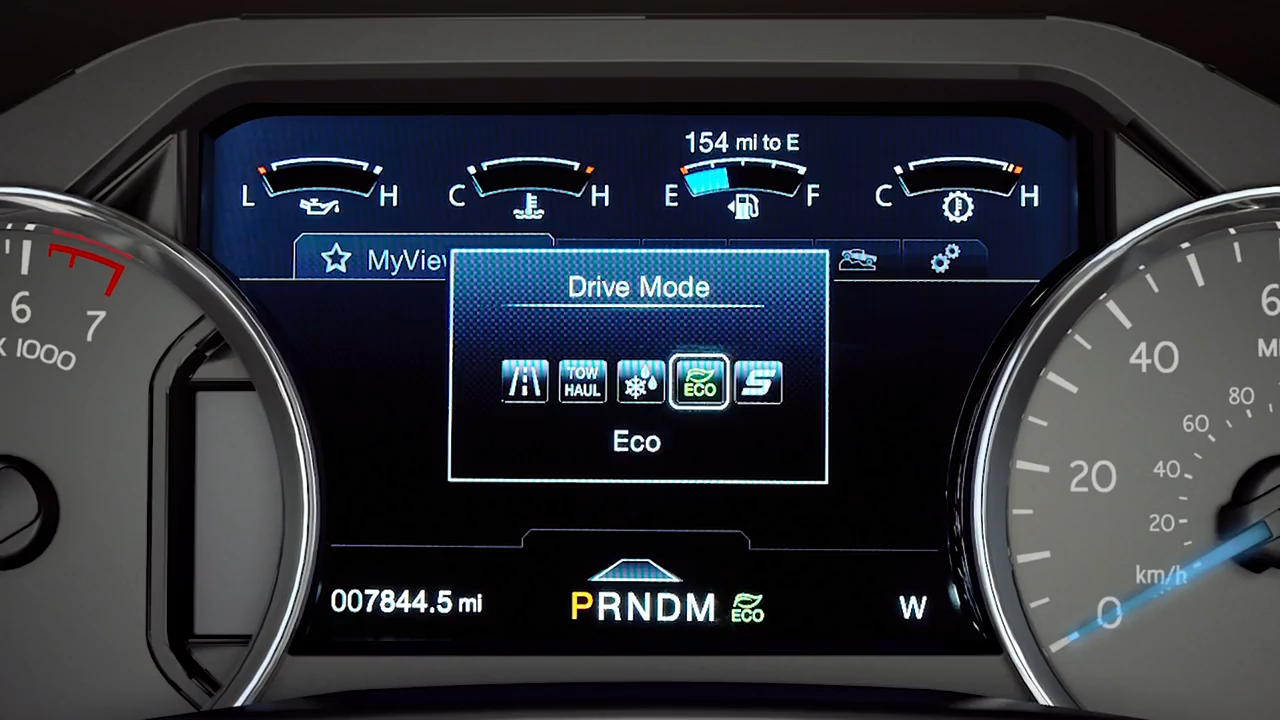 154 mi to E
L H C H E F C H
MyView
Drive Mode
TOW
HAUL
ECO
Eco
007844.5 mi
PRNDM
ECO
W
6
7
X 1000
40
20
0
80
60
40
20
km/h